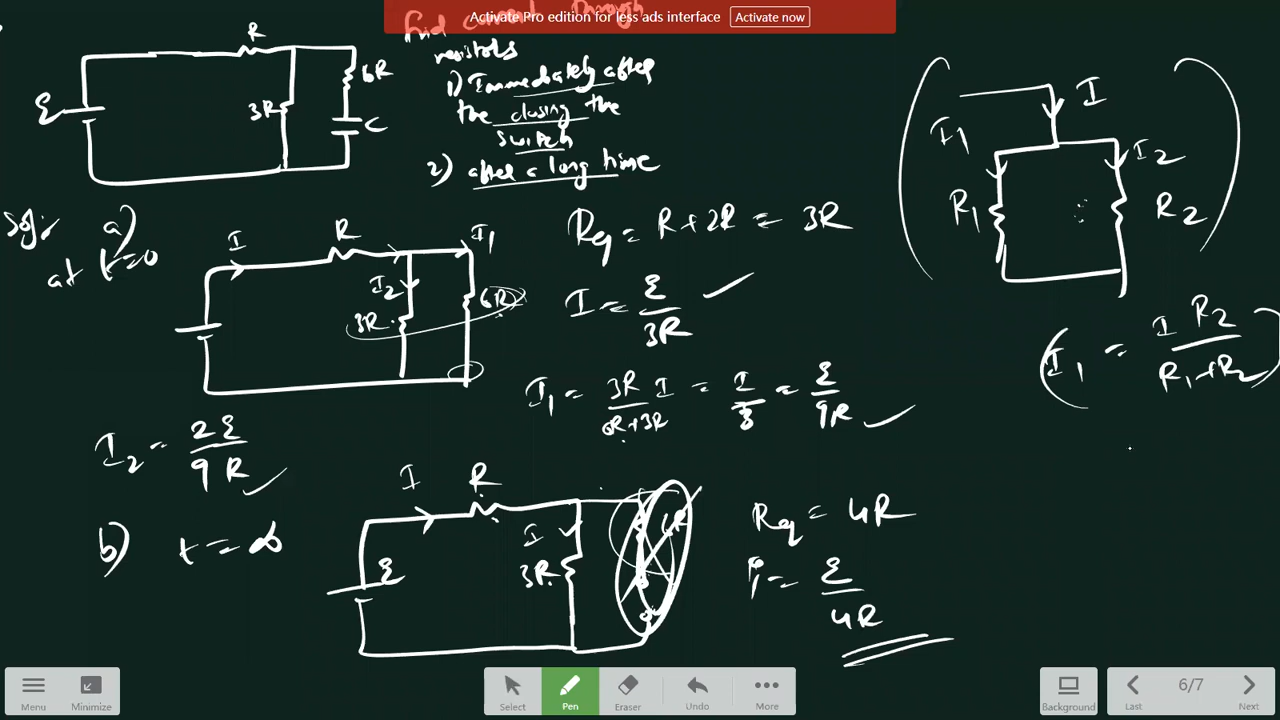 Activate Pro edition for less ads interface
Activate now
find current through
resistors
1) Immediately after
the closing the
switch
2) after a long time
R
6R
3R
C
ε
I
I1
I2
R1
R2
a)
at t=0
I
R
I1
I2
3R
6R
Req = R + 2R = 3R
I = ε/3R
I1 = 3R/6R+3R I = I/3 = ε/9R
(I1 = I R2/R1+R2)
I2 = 2ε/9R
b) t = ∞
I
R
I
3R
ε
Req = 4R
i = ε/4R
Menu
Minimize
Select
Pen
Eraser
Undo
More
Background
Last
6/7
Next